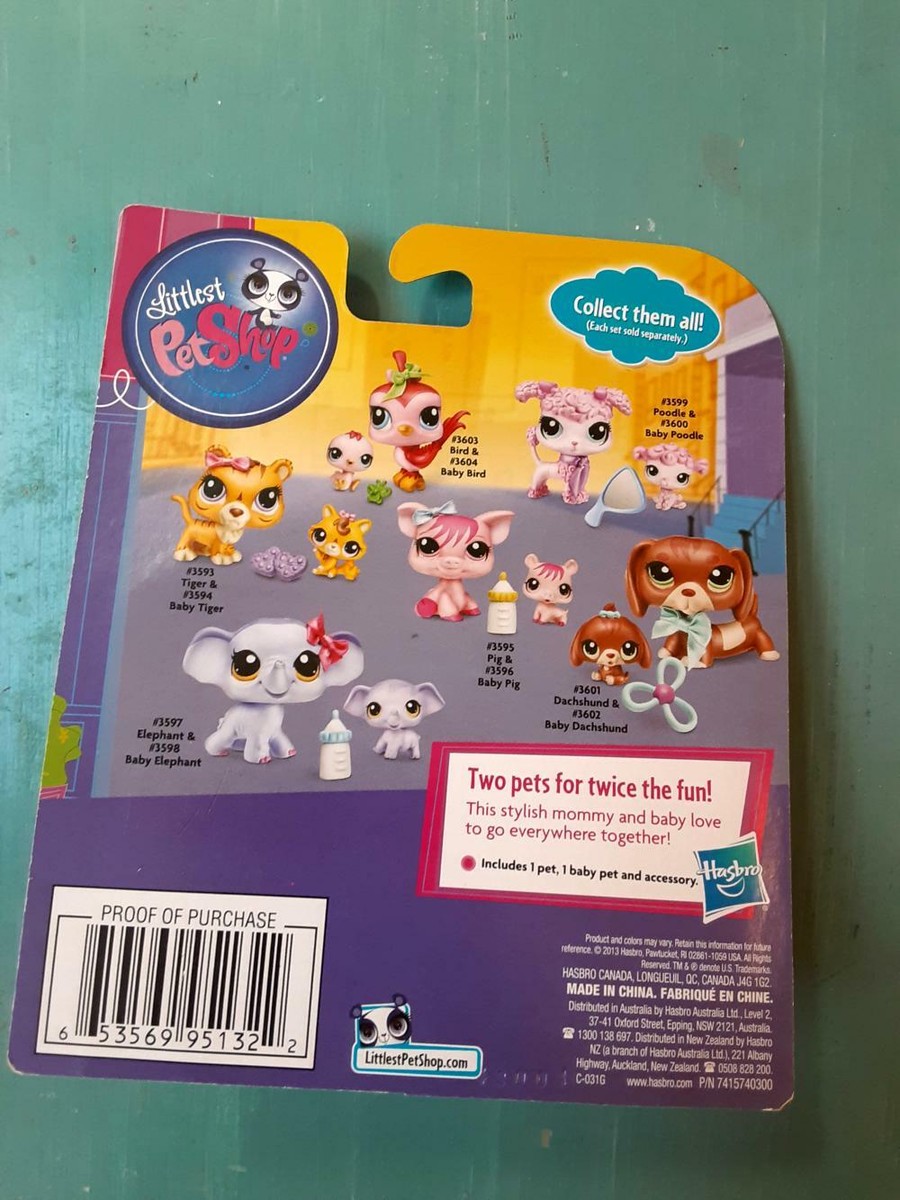 Littlest
PetShop
Collect them all!
(Each set sold separately.)
#3603
Bird &
#3604
Baby Bird
#3599
Poodle &
#3600
Baby Poodle
#3593
Tiger &
#3594
Baby Tiger
#3595
Pig &
#3596
Baby Pig
#3601
Dachshund &
#3602
Baby Dachshund
#3597
Elephant &
#3598
Baby Elephant
Two pets for twice the fun!
This stylish mommy and baby love
to go everywhere together!
Includes 1 pet, 1 baby pet and accessory.
Hasbro
®
PROOF OF PURCHASE
6 53569 95132 2
LittlestPetShop.com
Product and colors may vary. Retain this information for future
reference. © 2013 Hasbro, Pawtucket, RI 02861-1059 USA. All Rights
Reserved. TM & ® denote U.S. Trademarks.
HASBRO CANADA, LONGUEUIL, QC, CANADA J4G 1G2.
MADE IN CHINA. FABRIQUÉ EN CHINE.
Distributed in Australia by Hasbro Australia Ltd., Level 2,
37-41 Oxford Street, Epping, NSW 2121, Australia.
☎ 1300 138 697. Distributed in New Zealand by Hasbro
NZ (a branch of Hasbro Australia Ltd.), 221 Albany
Highway, Auckland, New Zealand. ☎ 0508 828 200.
C-031G www.hasbro.com P/N 7415740300